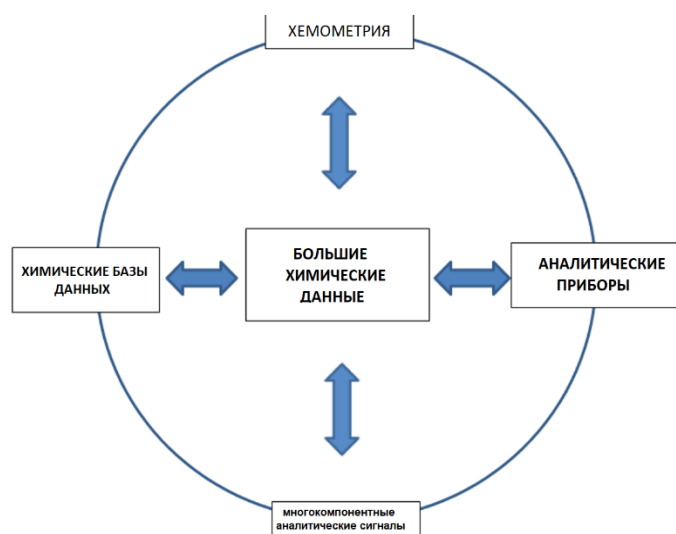 ХЕМОМЕТРИЯ
ХИМИЧЕСКИЕ БАЗЫ
ДАННЫХ
БОЛЬШИЕ
ХИМИЧЕСКИЕ
ДАННЫЕ
АНАЛИТИЧЕСКИЕ
ПРИБОРЫ
многокомпонентные
аналитические сигналы